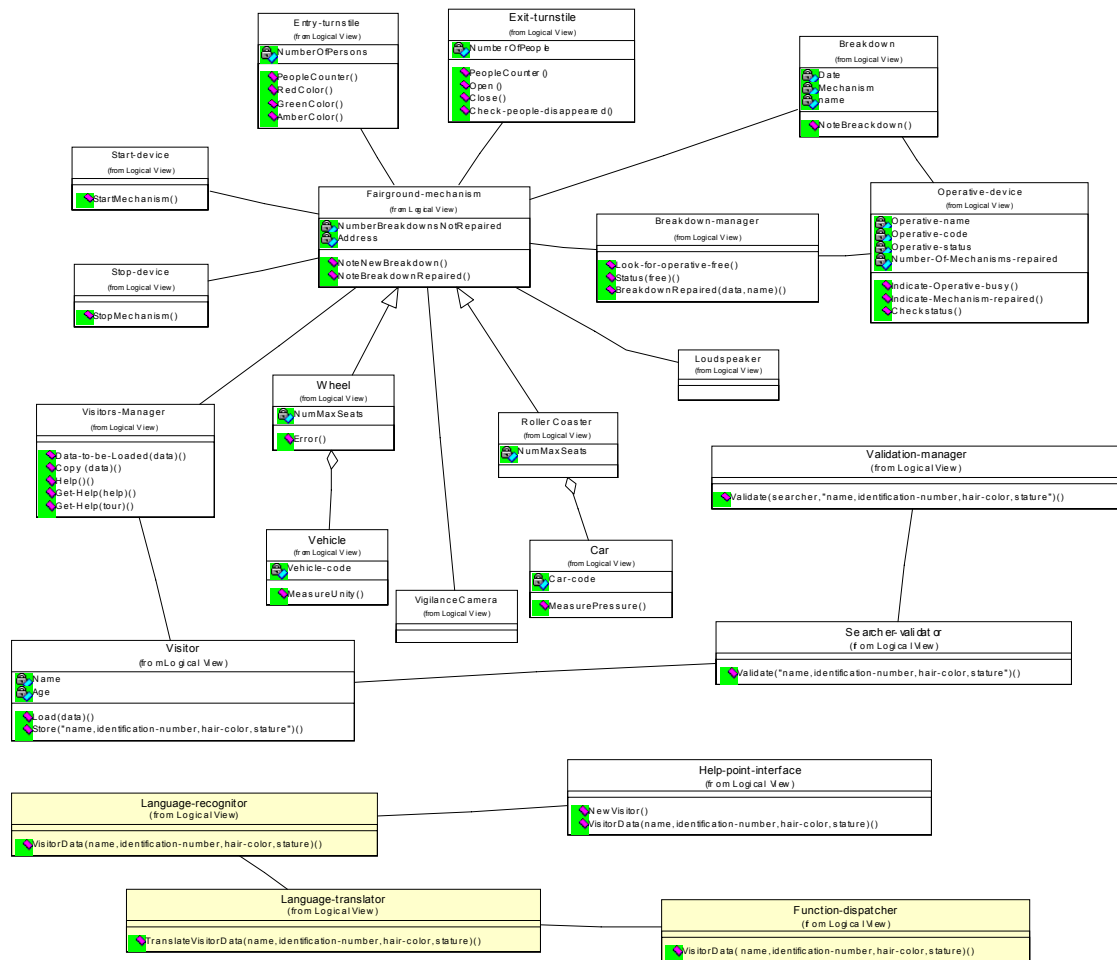 Entry-turnstile
(from Logical View)
NumberOfPersons
PeopleCounter()
RedColor()
GreenColor()
AmberColor()
Exit-turnstile
(from Logical View)
NumberOfPeople
PeopleCounter()
Open()
Close()
Check-people-disappeared()
Breakdown
(from Logical View)
Date
Mechanism
name
NoteBreackdown()
Start-device
(from Logical View)
StartMechanism()
Fairground-mechanism
(from Logical View)
NumberBreakdownsNotRepaired
Address
NoteNewBreakdown()
NoteBreakdownRepaired()
Breakdown-manager
(from Logical View)
Look-for-operative-free()
Status(free)()
BreakdownRepaired(data,name)()
Operative-device
(from Logical View)
Operative-name
Operative-code
Operative-status
Number-Of-Mechanisms-repaired
Indicate-Operative-busy()
Indicate-Mechanism-repaired()
Checkstatus()
Stop-device
(from Logical View)
StopMechanism()
Loudspeaker
(from Logical View)
Wheel
(from Logical View)
NumMaxSeats
Error()
Visitors-Manager
(from Logical View)
Data-to-be-Loaded(data)()
Copy(data)()
Help()()
Get-Help(help)()
Get-Help(tour)()
Roller Coaster
(from Logical View)
NumMaxSeats
Validation-manager
(from Logical View)
Validate(searcher,"name,identification-number,hair-color,stature")()
Vehicle
(from Logical View)
Vehicle-code
MeasureUnity()
Car
(from Logical View)
Car-code
MeasurePressure()
VigilanceCamera
(from Logical View)
Searcher-validator
(from Logical View)
Validate("name,identification-number,hair-color,stature")()
Visitor
(from Logical View)
Name
Age
Load(data)()
Store("name,identification-number,hair-color,stature")()
Help-point-interface
(from Logical View)
NewVisitor()
VisitorData(name,identification-number,hair-color,stature)()
Language-recognitor
(from Logical View)
VisitorData(name,identification-number,hair-color,stature)()
Language-translator
(from Logical View)
TranslateVisitorData(name,identification-number,hair-color,stature)()
Function-dispatcher
(from Logical View)
VisitorData( name,identification-number,hair-color,stature)()